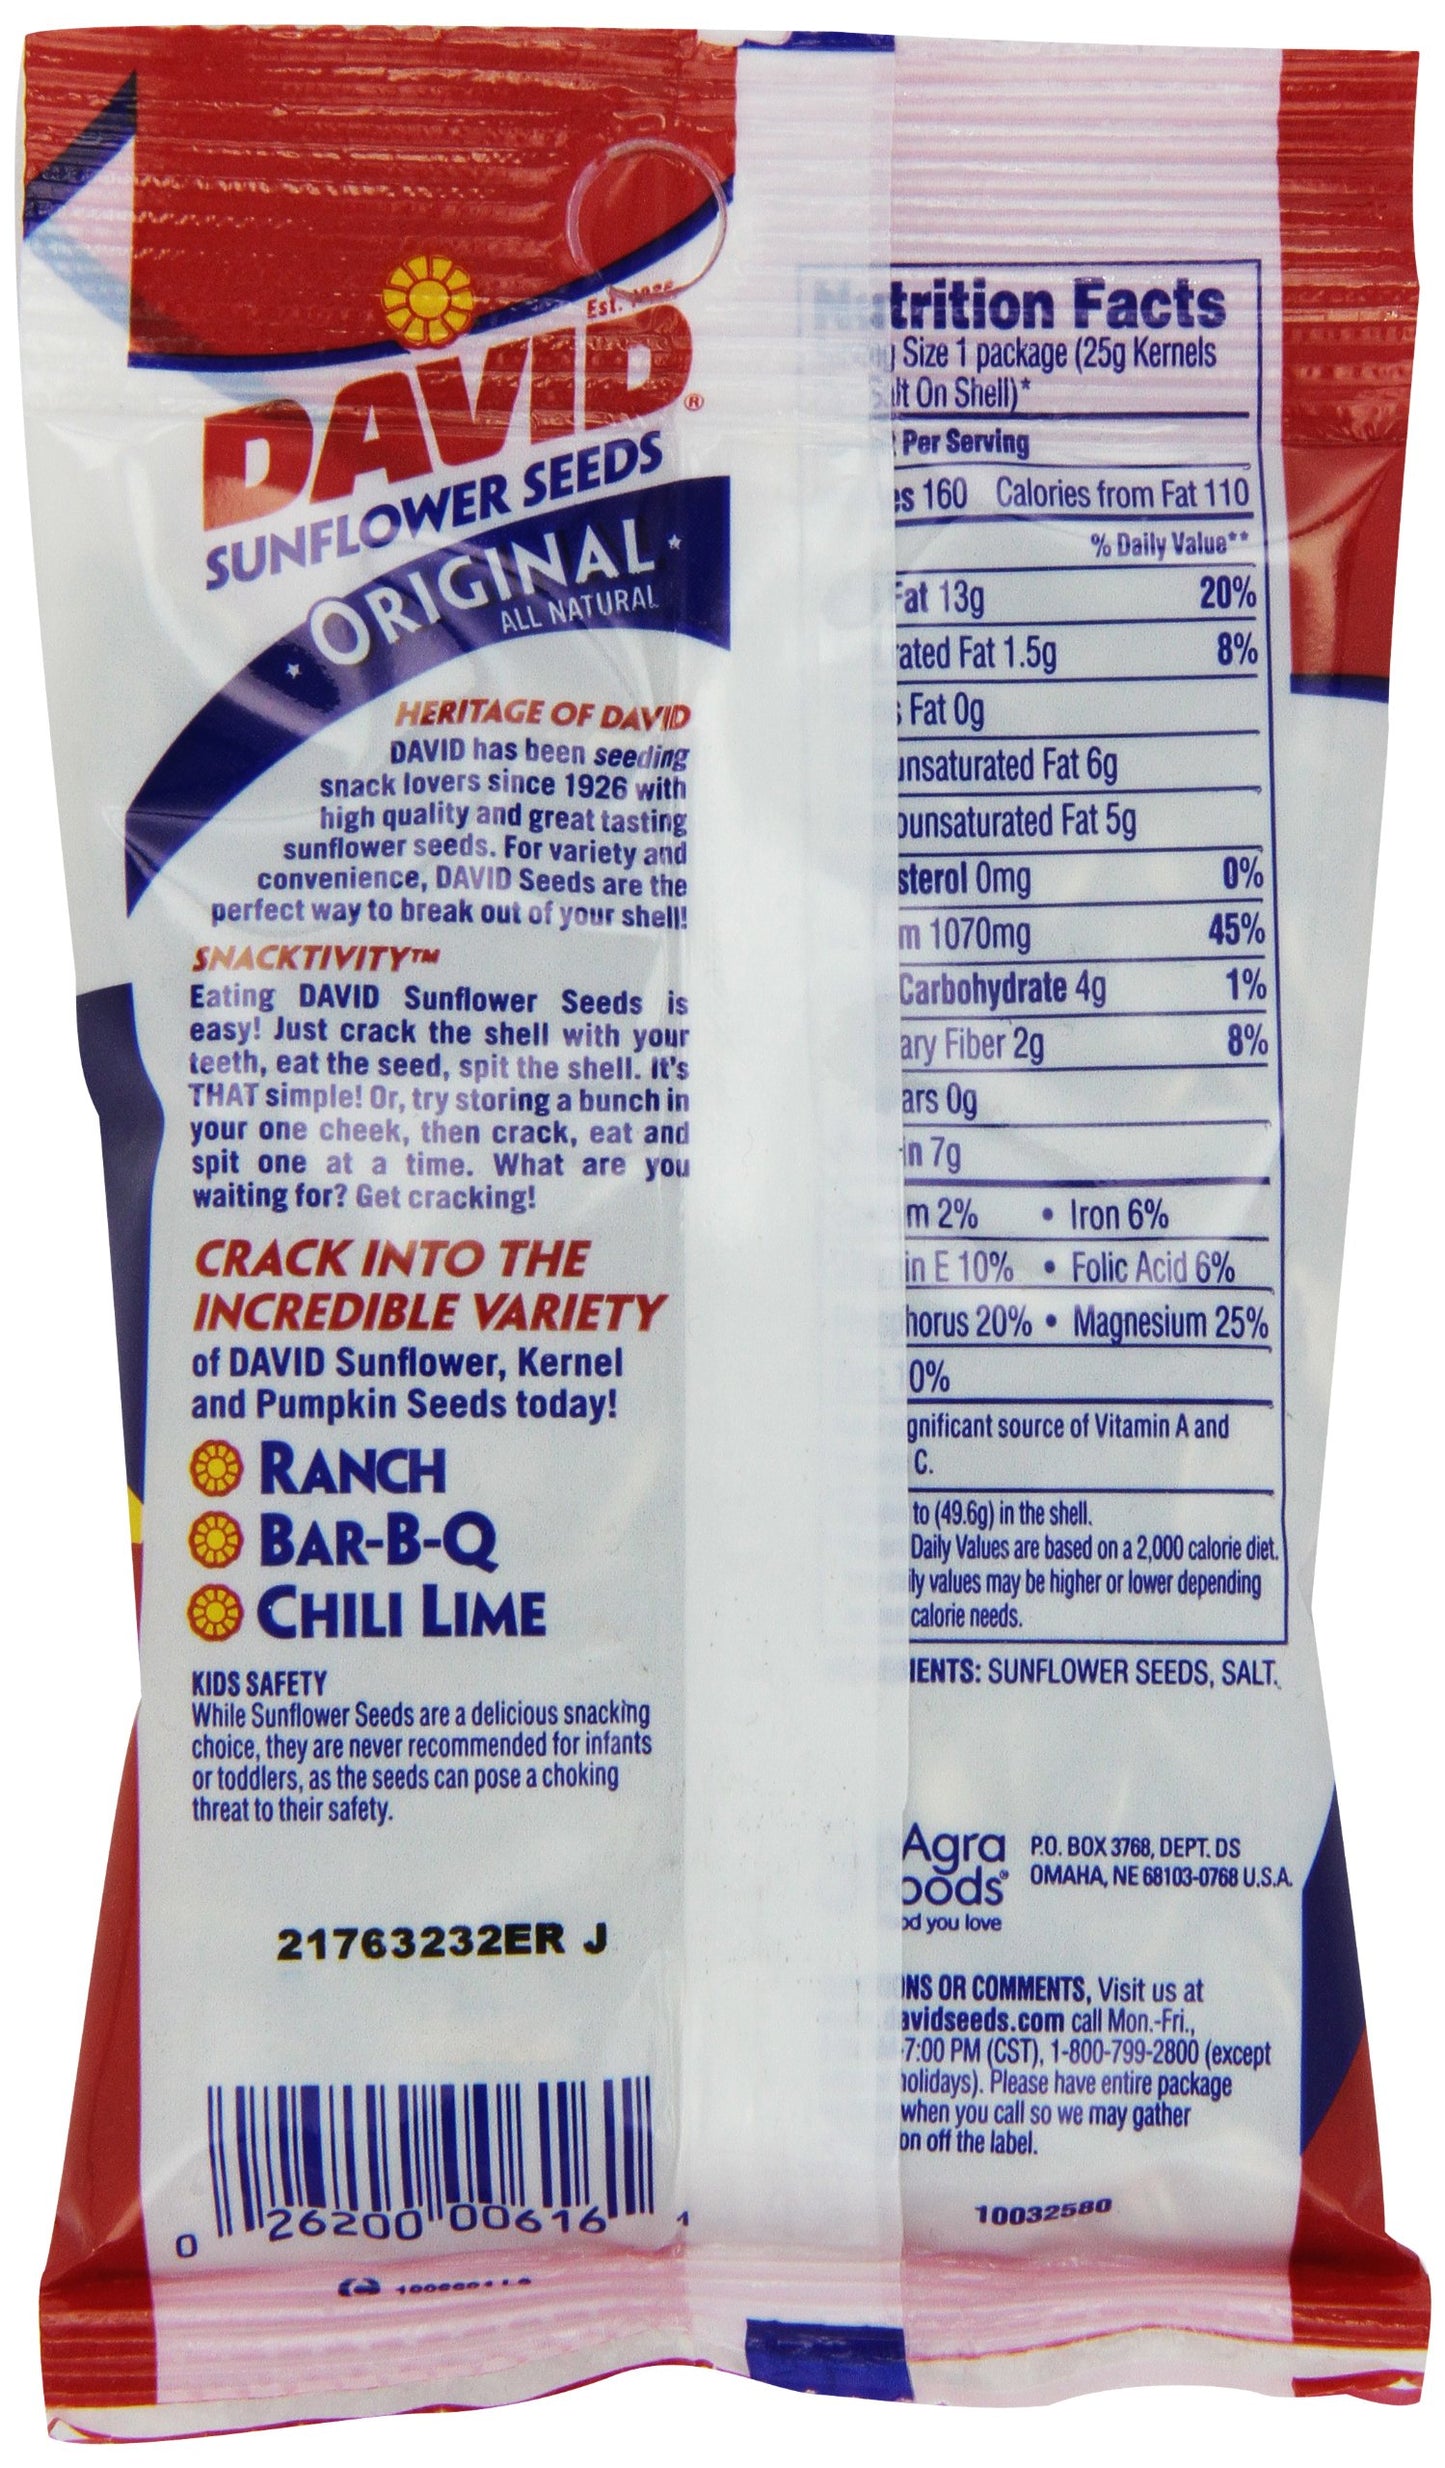 Est. 1926
DAVID®
SUNFLOWER SEEDS
ORIGINAL
ALL NATURAL
HERITAGE OF DAVID
DAVID has been seeding
snack lovers since 1926 with
high quality and great tasting
sunflower seeds. For variety and
convenience, DAVID Seeds are the
perfect way to break out of your shell!
SNACKTIVITY™
Eating DAVID Sunflower Seeds is
easy! Just crack the shell with your
teeth, eat the seed, spit the shell. It's
THAT simple! Or, try storing a bunch in
your one cheek, then crack, eat and
spit one at a time. What are you
waiting for? Get cracking!
CRACK INTO THE
INCREDIBLE VARIETY
of DAVID Sunflower, Kernel
and Pumpkin Seeds today!
RANCH
BAR-B-Q
CHILI LIME
KIDS SAFETY
While Sunflower Seeds are a delicious snacking
choice, they are never recommended for infants
or toddlers, as the seeds can pose a choking
threat to their safety.
21763232ER J
0 26200 00616 1
Nutrition Facts
Size 1 package (25g Kernels
lt On Shell)*
Per Serving
es 160 Calories from Fat 110
% Daily Value**
Fat 13g 20%
rated Fat 1.5g 8%
s Fat 0g
unsaturated Fat 6g
ounsaturated Fat 5g
sterol 0mg 0%
m 1070mg 45%
Carbohydrate 4g 1%
ary Fiber 2g 8%
ars 0g
in 7g
m 2% • Iron 6%
in E 10% • Folic Acid 6%
horus 20% • Magnesium 25%
0%
gnificant source of Vitamin A and
C.
to (49.6g) in the shell.
Daily Values are based on a 2,000 calorie diet.
ly values may be higher or lower depending
calorie needs.
IENTS: SUNFLOWER SEEDS, SALT.
Agra
oods®
od you love
P.O. BOX 3768, DEPT. DS
OMAHA, NE 68103-0768 U.S.A.
ONS OR COMMENTS, Visit us at
avidseeds.com call Mon.-Fri.,
-7:00 PM (CST), 1-800-799-2800 (except
holidays). Please have entire package
when you call so we may gather
on off the label.
10032580